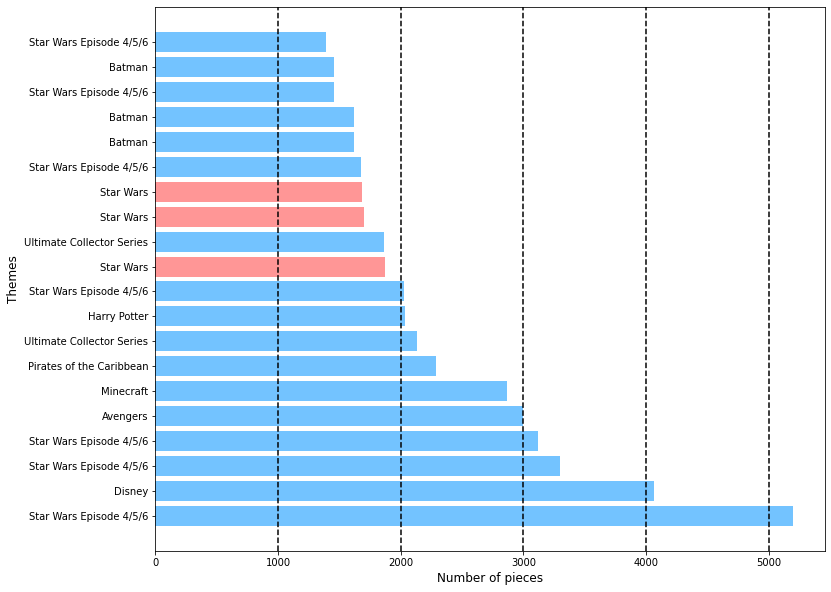 Star Wars Episode 4/5/6
Batman
Star Wars Episode 4/5/6
Batman
Batman
Star Wars Episode 4/5/6
Star Wars
Star Wars
Ultimate Collector Series
Star Wars
Star Wars Episode 4/5/6
Harry Potter
Ultimate Collector Series
Pirates of the Caribbean
Minecraft
Avengers
Star Wars Episode 4/5/6
Star Wars Episode 4/5/6
Disney
Star Wars Episode 4/5/6
Themes
0 1000 2000 3000 4000 5000
Number of pieces